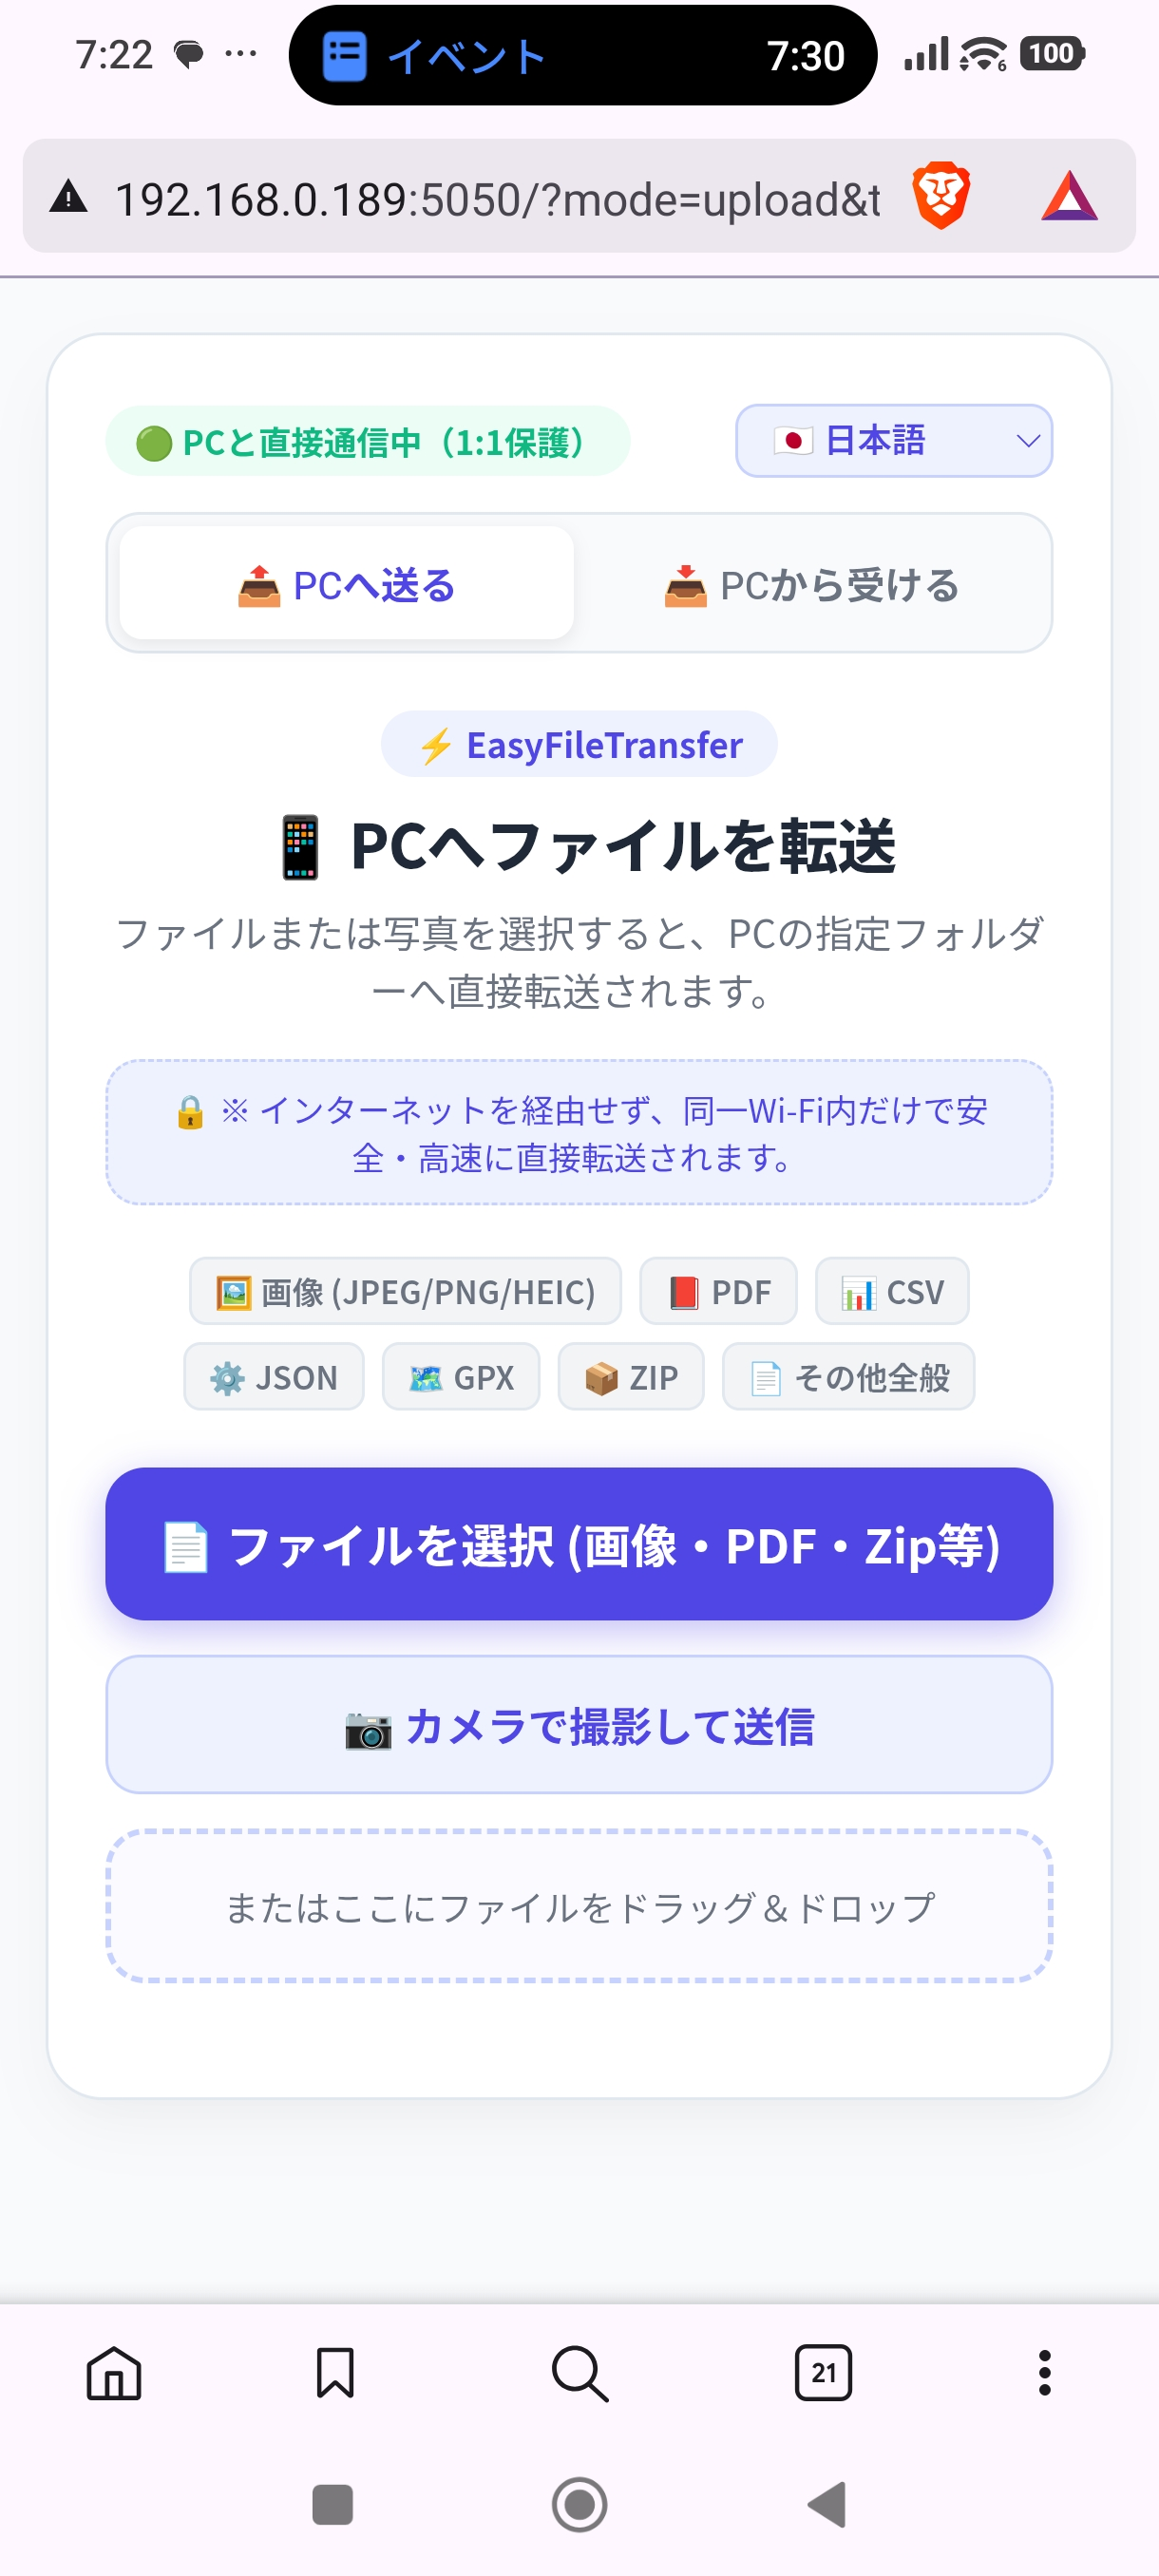 7:22
イベント
7:30
6
100
192.168.0.189:5050/?mode=upload&t
PCと直接通信中（1:1保護）
日本語
PCへ送る
PCから受ける
EasyFileTransfer
PCへファイルを転送
ファイルまたは写真を選択すると、PCの指定フォルダ
ーへ直接転送されます。
※ インターネットを経由せず、同一Wi-Fi内だけで安
全・高速に直接転送されます。
画像 (JPEG/PNG/HEIC)
PDF
CSV
JSON
GPX
ZIP
その他全般
ファイルを選択 (画像・PDF・Zip等)
カメラで撮影して送信
またはここにファイルをドラッグ＆ドロップ
21